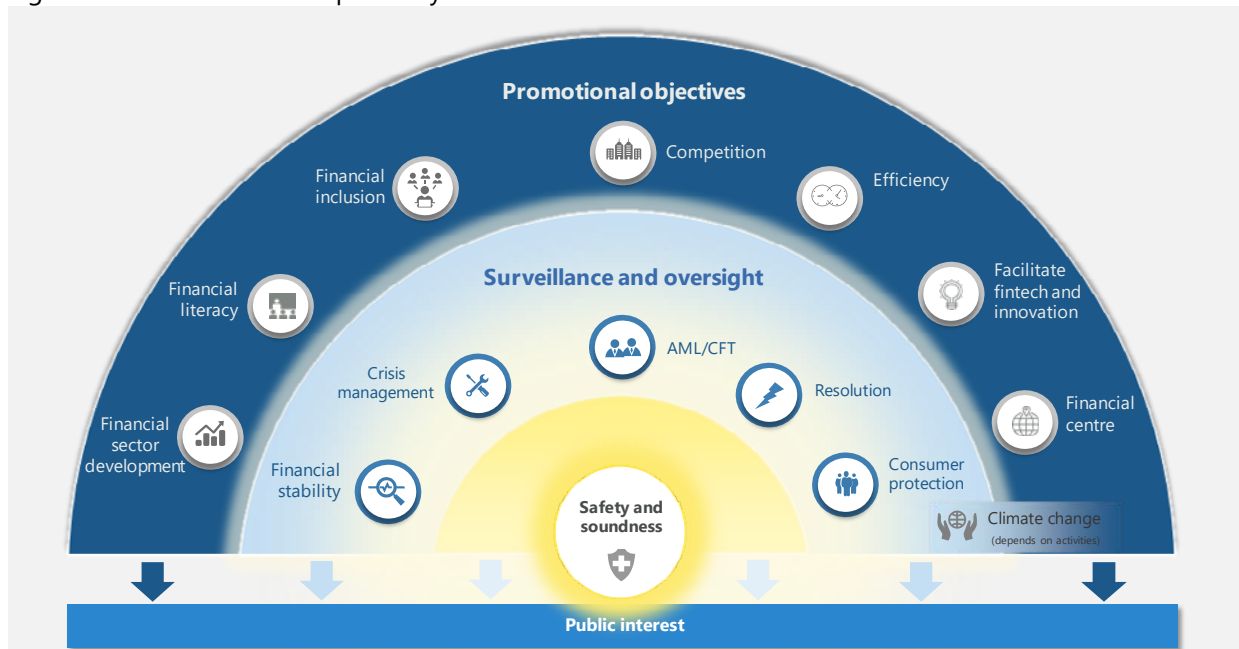 Promotional objectives
Competition
Financial
inclusion
Efficiency
Financial
literacy
Facilitate
fintech and
innovation
Financial
sector
development
Financial
centre
Surveillance and oversight
AML/CFT
Crisis
management
Resolution
Financial
stability
Consumer
protection
Climate change
(depends on activities)
Safety and
soundness
Public interest